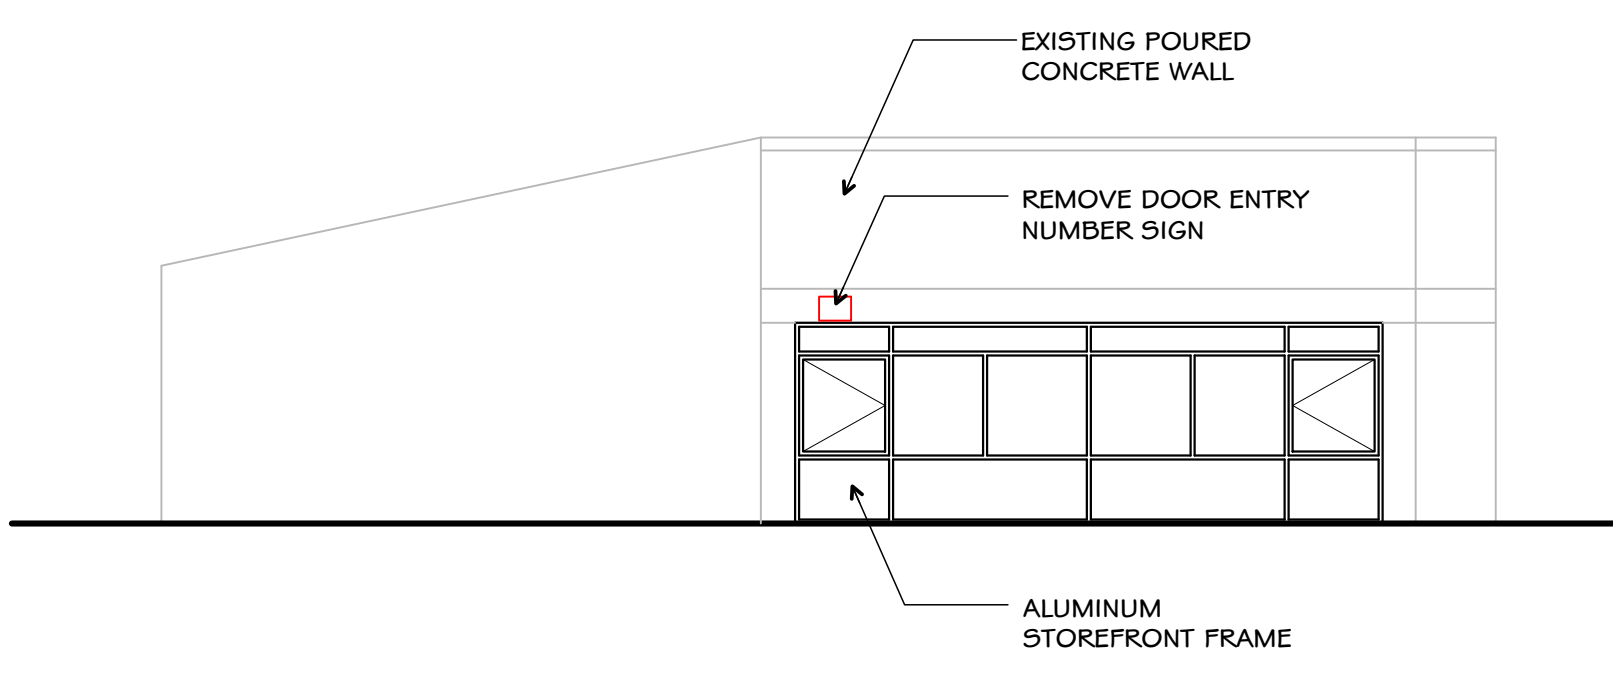 EXISTING POURED
CONCRETE WALL
REMOVE DOOR ENTRY
NUMBER SIGN
ALUMINUM
STOREFRONT FRAME